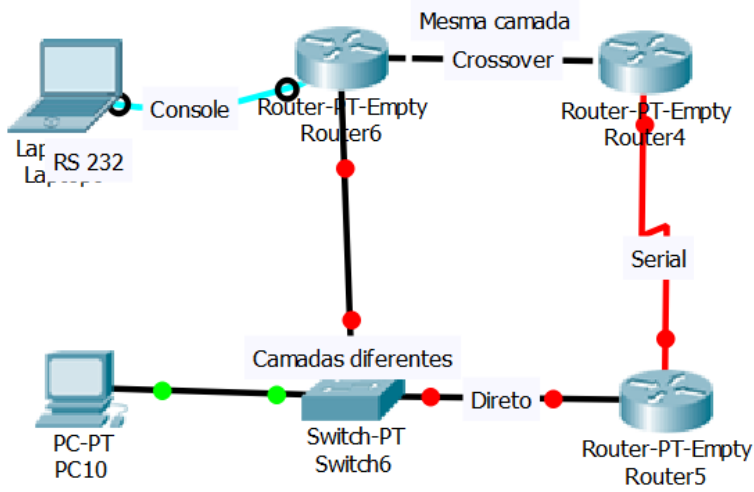 Mesma camada
Crossover
Console
Router-PT-Empty
Router6
Router-PT-Empty
Router4
RS 232
Serial
Camadas diferentes
Direto
PC-PT
PC10
Switch-PT
Switch6
Router-PT-Empty
Router5